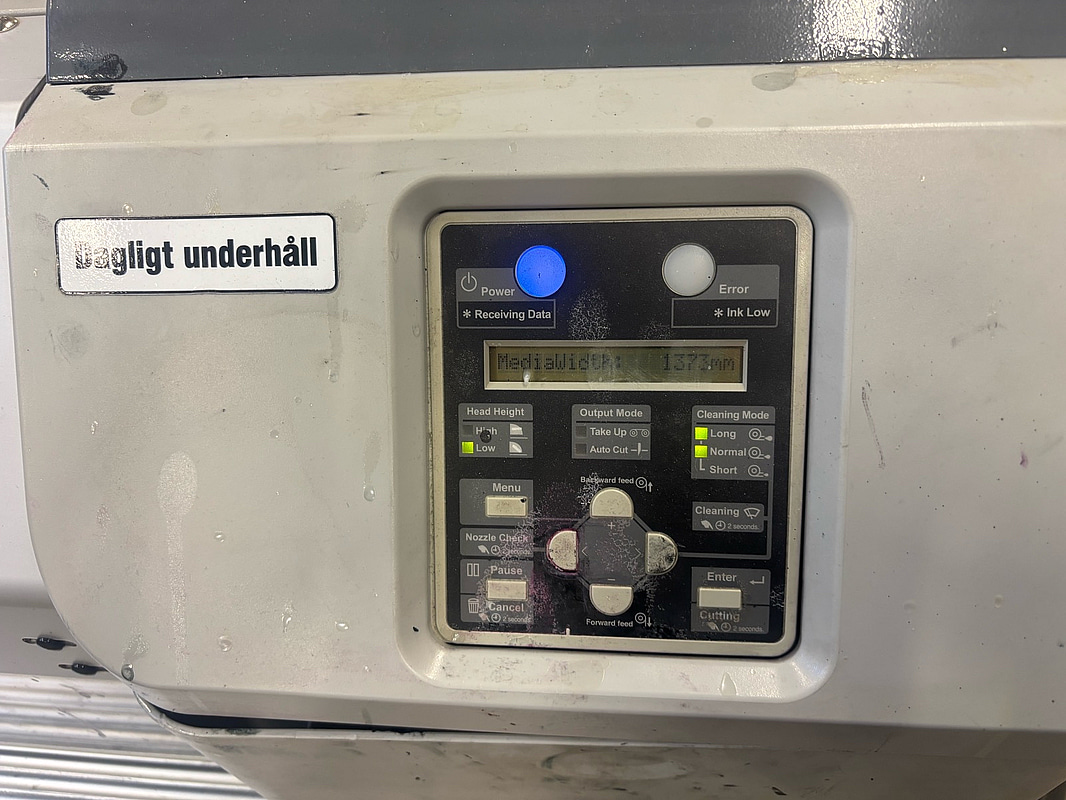 Dagligt underhåll
Power
* Receiving Data
Error
* Ink Low
MediaWidth: 1373mm
Head Height
High
Low
Output Mode
Take Up
Auto Cut
Cleaning Mode
Long
Normal
Short
Backward feed
Menu
Cleaning
2 seconds.
Nozzle Check
2 seconds.
+
< >
−
Pause
Cancel
2 seconds.
Enter
Cutting
2 seconds.
Forward feed